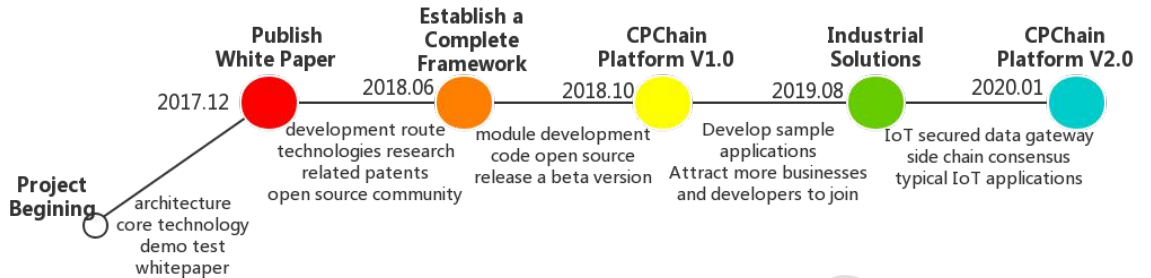 Project
Begining
architecture
core technology
demo test
whitepaper
2017.12
Publish
White Paper
development route
technologies research
related patents
open source community
2018.06
Establish a
Complete
Framework
module development
code open source
release a beta version
2018.10
CPChain
Platform V1.0
Develop sample
applications
Attract more businesses
and developers to join
2019.08
Industrial
Solutions
IoT secured data gateway
side chain consensus
typical IoT applications
2020.01
CPChain
Platform V2.0